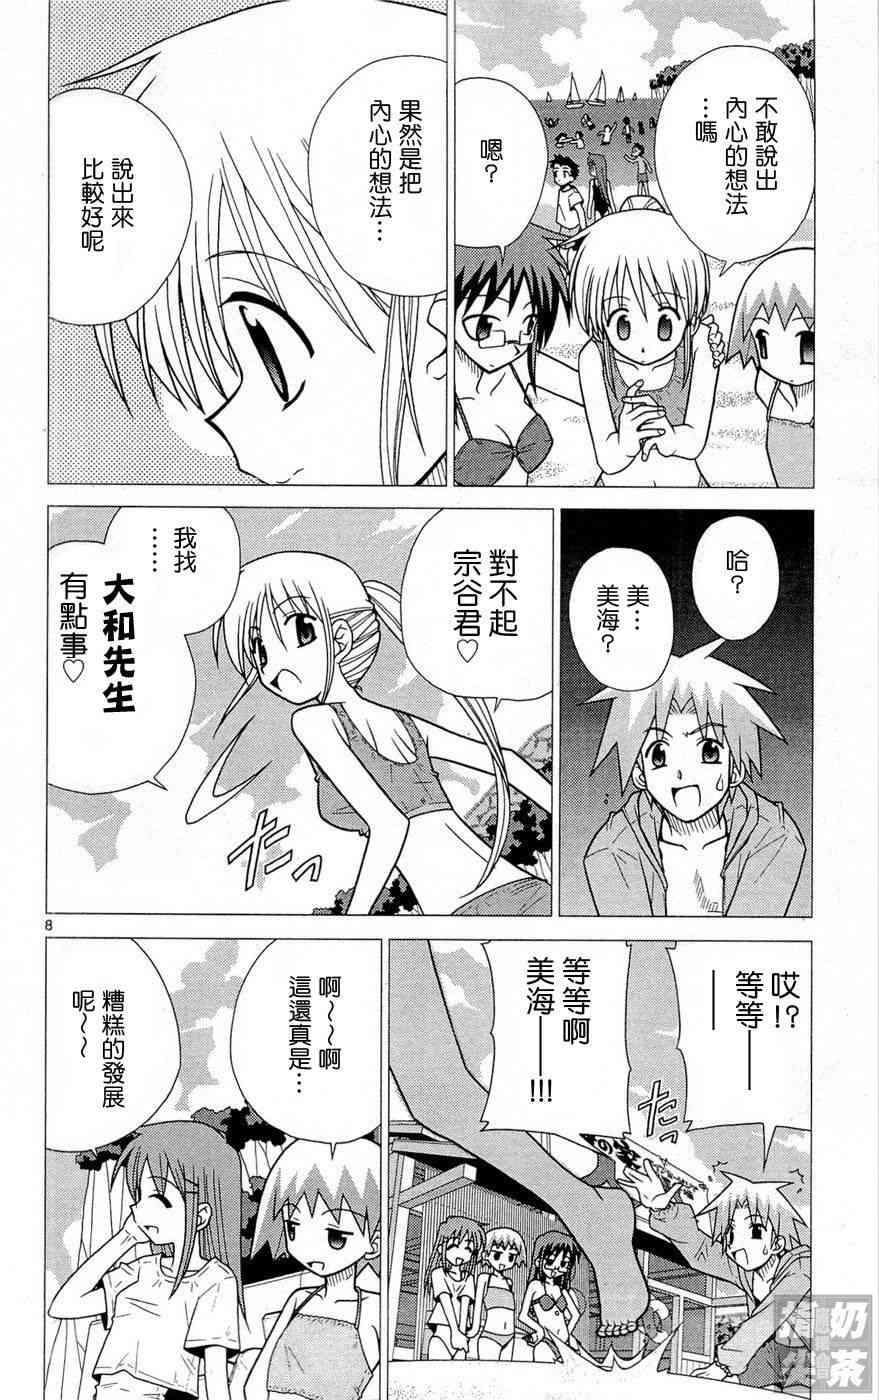 不敢說出
內心的想法
…嗎
嗯？
果然是把
內心的想法…
說出來
比較好呢
哈？
美…
美海？
對不起
宗谷君♡
我找
……
大和先生
有點事♡
たっ
8
哎!?
等等──
──
等等啊
美海──!!!
たっ
啊～～啊
這還真是…
糟糕的發展
呢～～
奶茶